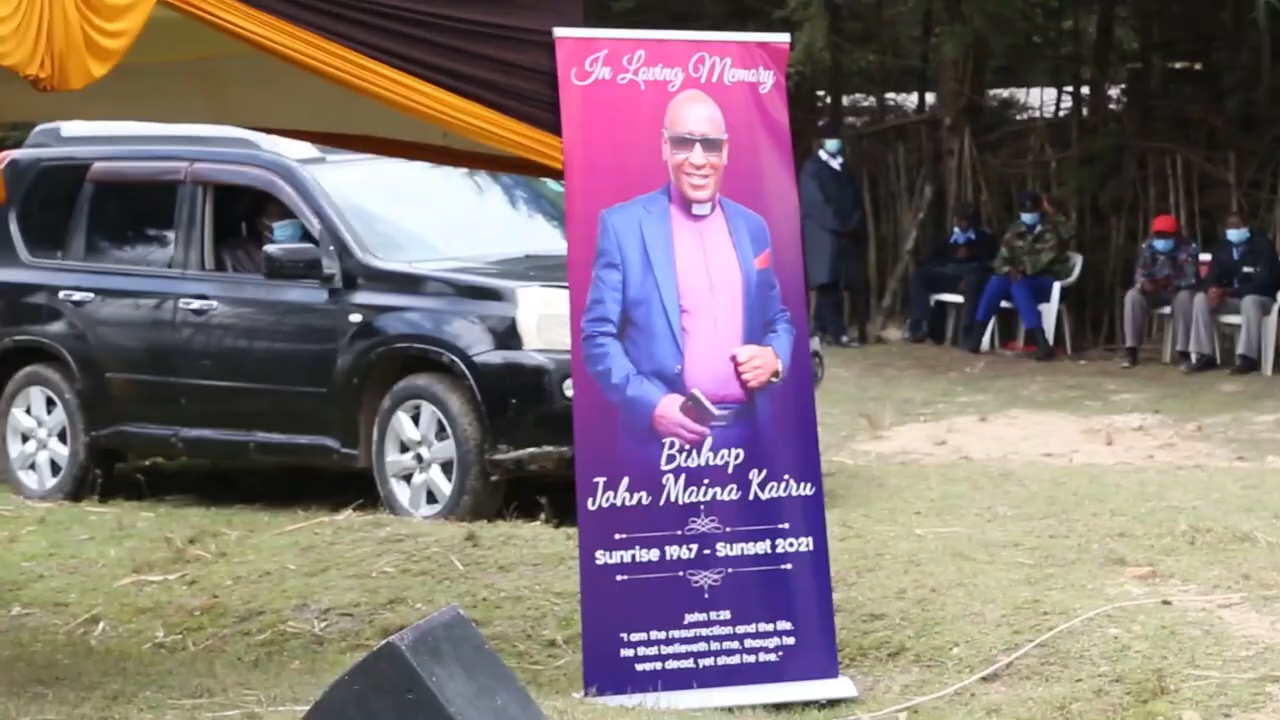 In Loving Memory
Bishop
John Maina Kairu
Sunrise 1967 - Sunset 2021
John 11:25
"I am the resurrection and the life.
He that believeth in me, though he
were dead, yet shall he live."